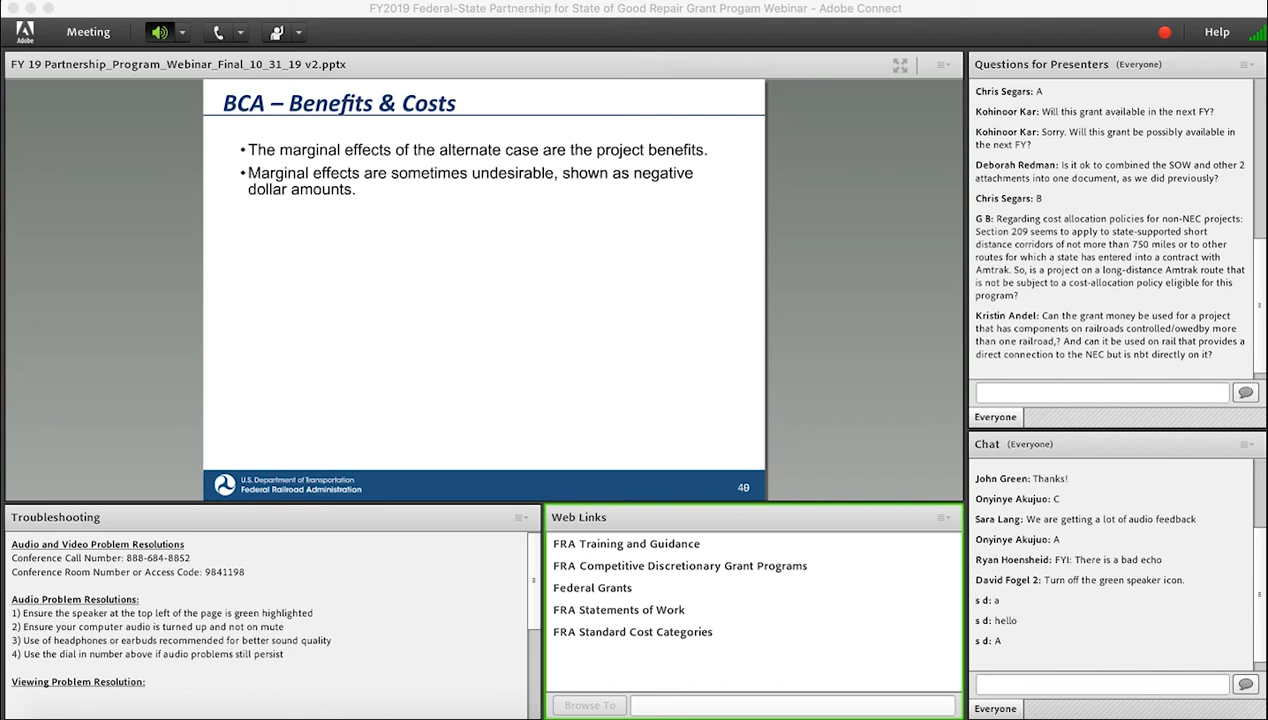 FY2019 Federal-State Partnership for State of Good Repair Grant Progam Webinar - Adobe Connect
Adobe
Meeting
Help
FY 19 Partnership_Program_Webinar_Final_10_31_19 v2.pptx
BCA – Benefits & Costs
•The marginal effects of the alternate case are the project benefits.
•Marginal effects are sometimes undesirable, shown as negative
dollar amounts.
U.S. Department of Transportation
Federal Railroad Administration
Questions for Presenters (Everyone)
Chris Segars: A
Kohinoor Kar: Will this grant available in the next FY?
Kohinoor Kar: Sorry. Will this grant be possibly available in
the next FY?
Deborah Redman: Is it ok to combined the SOW and other 2
attachments into one document, as we did previously?
Chris Segars: B
G B: Regarding cost allocation policies for non-NEC projects:
Section 209 seems to apply to state-supported short
distance corridors of not more than 750 miles or to other
routes for which a state has entered into a contract with
Amtrak. So, is a project on a long-distance Amtrak route that
is not be subject to a cost-allocation policy eligible for this
program?
Kristin Andel: Can the grant money be used for a project
that has components on railroads controlled/owedby more
than one railroad,? And can it be used on rail that provides a
direct connection to the NEC but is nbt directly on it?
Everyone
Chat (Everyone)
John Green: Thanks!
Onyinye Akujuo: C
Sara Lang: We are getting a lot of audio feedback
Onyinye Akujuo: A
Ryan Hoensheid: FYI: There is a bad echo
David Fogel 2: Turn off the green speaker icon.
s d: a
s d: hello
s d: A
Everyone
Troubleshooting
Audio and Video Problem Resolutions
Conference Call Number: 888-684-8852
Conference Room Number or Access Code: 9841198
Audio Problem Resolutions:
1) Ensure the speaker at the top left of the page is green highlighted
2) Ensure your computer audio is turned up and not on mute
3) Use of headphones or earbuds recommended for better sound quality
4) Use the dial in number above if audio problems still persist
Viewing Problem Resolution:
Web Links
FRA Training and Guidance
FRA Competitive Discretionary Grant Programs
Federal Grants
FRA Statements of Work
FRA Standard Cost Categories
Browse To